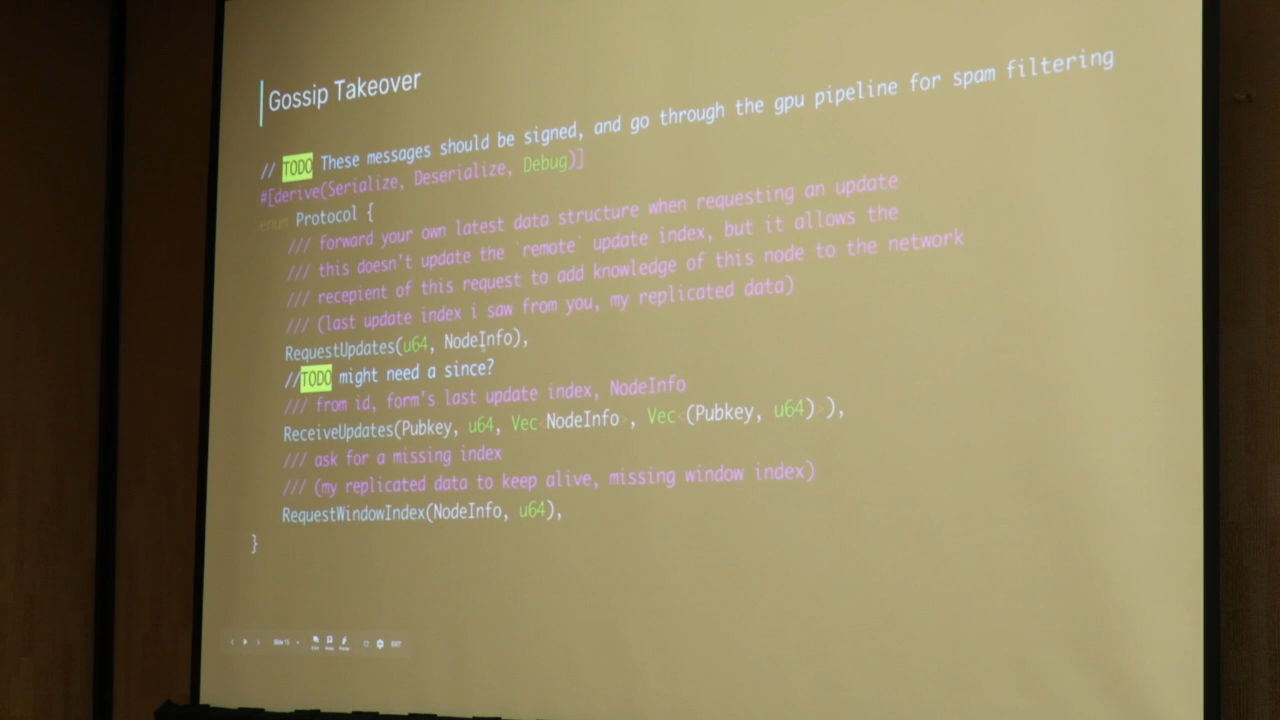 Gossip Takeover
// TODO These messages should be signed, and go through the gpu pipeline for spam filtering
#[derive(Serialize, Deserialize, Debug)]
enum Protocol {
/// forward your own latest data structure when requesting an update
/// this doesn't update the `remote` update index, but it allows the
/// recepient of this request to add knowledge of this node to the network
/// (last update index i saw from you, my replicated data)
RequestUpdates(u64, NodeInfo),
//TODO might need a since?
/// from id, form's last update index, NodeInfo
ReceiveUpdates(Pubkey, u64, Vec<NodeInfo>, Vec<(Pubkey, u64)>),
/// ask for a missing index
/// (my replicated data to keep alive, missing window index)
RequestWindowIndex(NodeInfo, u64),
}